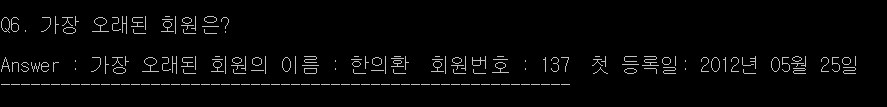 Q6. 가장 오래된 회원은?
Answer : 가장 오래된 회원의 이름 : 한의환  회원번호 : 137  첫 등록일: 2012년 05월 25일
---------------------------------------------------------